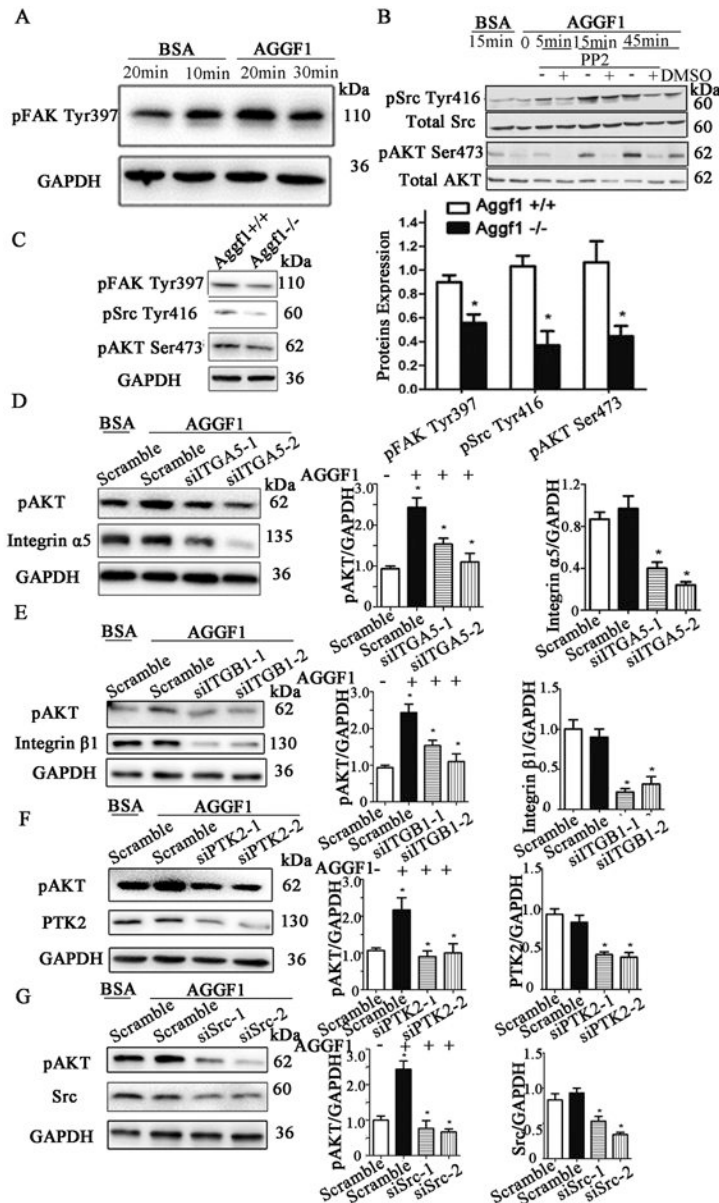 A
BSA AGGF1
20min 10min 20min 30min
kDa
pFAK Tyr397 110
GAPDH 36
B
BSA AGGF1
15min 0 5min 15min 45min
PP2
- + - + - + DMSO
kDa
pSrc Tyr416 60
Total Src 60
pAKT Ser473 62
Total AKT 62
C
Aggf1+/+ Aggf1-/-
kDa
pFAK Tyr397 110
pSrc Tyr416 60
pAKT Ser473 62
GAPDH 36
Aggf1 +/+
Aggf1 -/-
Proteins Expression
1.4
1.2
1.0
0.8
0.6
0.4
0.2
0.0
* * *
pFAK Tyr397 pSrc Tyr416 pAKT Ser473
D
BSA AGGF1
Scramble Scramble siITGA5-1 siITGA5-2
kDa
pAKT 62
Integrin α5 135
GAPDH 36
AGGF1 - + + +
pAKT/GAPDH
3.0
2.0
1.0
0
* * *
Scramble Scramble siITGA5-1 siITGA5-2
Integrin α5/GAPDH
1.2
0.8
0.4
0
* *
Scramble Scramble siITGA5-1 siITGA5-2
E
BSA AGGF1
Scramble Scramble siITGB1-1 siITGB1-2
kDa
pAKT 62
Integrin β1 130
GAPDH 36
AGGF1 - + + +
pAKT/GAPDH
3.0
2.0
1.0
0
* * *
Scramble Scramble siITGB1-1 siITGB1-2
Integrin β1/GAPDH
1.5
1.0
0.5
0
* *
Scramble Scramble siITGB1-1 siITGB1-2
F
BSA AGGF1
Scramble Scramble siPTK2-1 siPTK2-2
kDa
pAKT 62
PTK2 130
GAPDH 36
AGGF1 - + + +
pAKT/GAPDH
3.0
2.0
1.0
0
* * *
Scramble Scramble siPTK2-1 siPTK2-2
PTK2/GAPDH
1.5
1.0
0.5
0
* *
Scramble Scramble siPTK2-1 siPTK2-2
G
BSA AGGF1
Scramble Scramble siSrc-1 siSrc-2
kDa
pAKT 62
Src 60
GAPDH 36
AGGF1 - + + +
pAKT/GAPDH
3.0
2.0
1.0
0
* * *
Scramble Scramble siSrc-1 siSrc-2
Src/GAPDH
2.0
1.5
1.0
0.5
0
* *
Scramble Scramble siSrc-1 siSrc-2